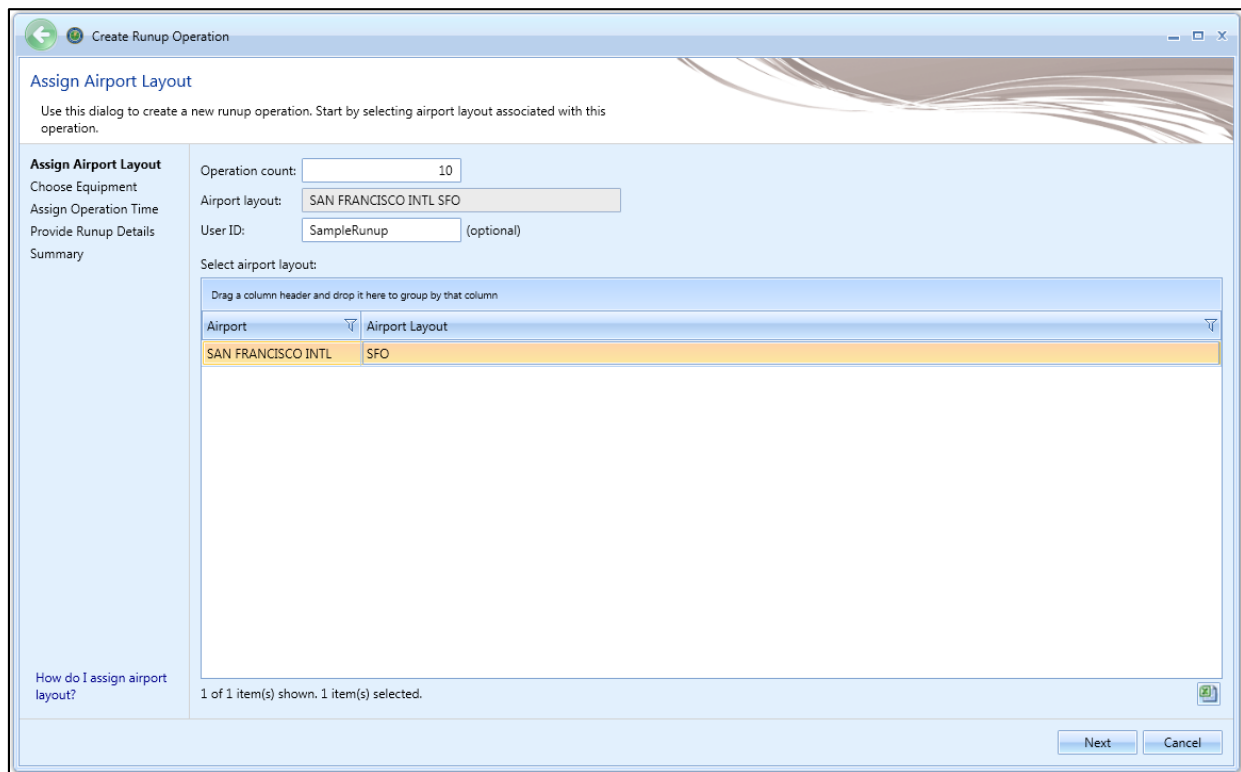 Create Runup Operation
Assign Airport Layout
Use this dialog to create a new runup operation. Start by selecting airport layout associated with this
operation.
Assign Airport Layout
Choose Equipment
Assign Operation Time
Provide Runup Details
Summary
Operation count: 10
Airport layout: SAN FRANCISCO INTL SFO
User ID: SampleRunup (optional)
Select airport layout:
Drag a column header and drop it here to group by that column
Airport Airport Layout
SAN FRANCISCO INTL SFO
How do I assign airport
layout?
1 of 1 item(s) shown. 1 item(s) selected.
Next Cancel